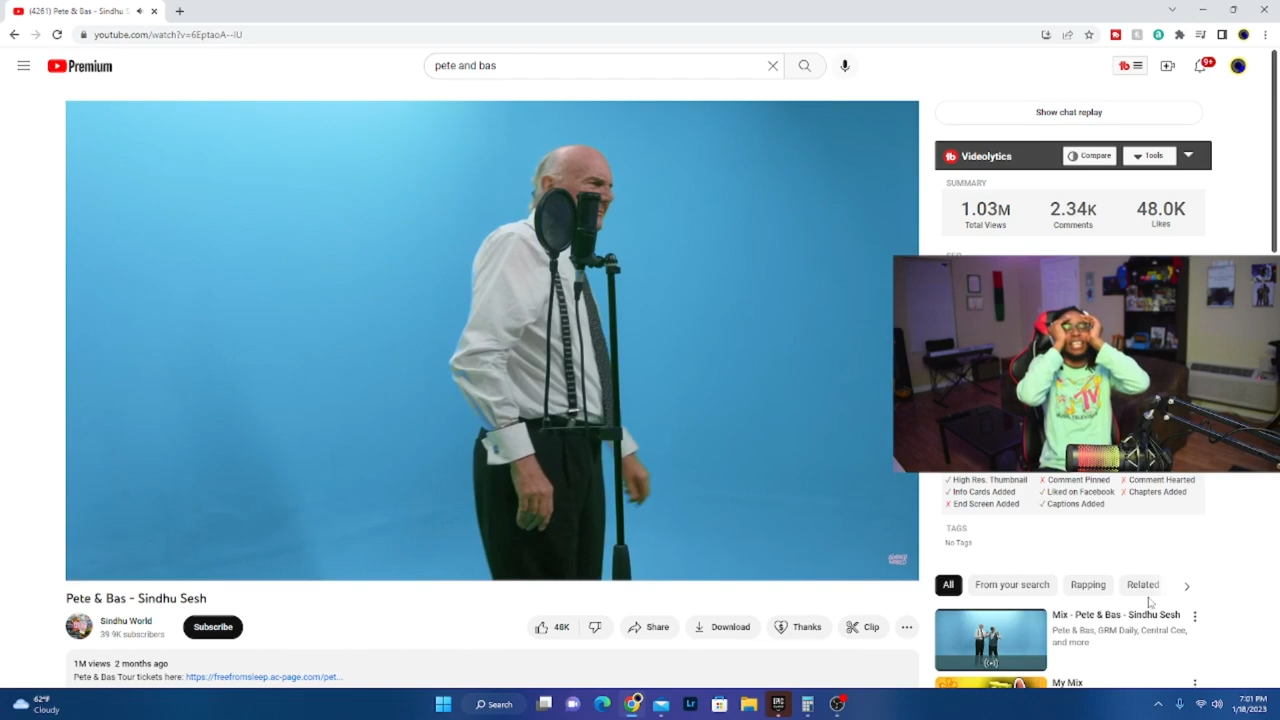 (4261) Pete & Bas - Sindhu S
youtube.com/watch?v=6EptaoA--IU
Premium
pete and bas
9+
Show chat replay
Videolytics
Compare
Tools
SUMMARY
1.03M
2.34K
48.0K
Total Views
Comments
Likes
MTV
MUSIC TELEVISION
High Res. Thumbnail
Comment Pinned
Comment Hearted
Info Cards Added
Liked on Facebook
Chapters Added
End Screen Added
Captions Added
TAGS
No Tags
All
From your search
Rapping
Related
Pete & Bas - Sindhu Sesh
Sindhu World
39.9K subscribers
Subscribe
48K
Share
Download
Thanks
Clip
Mix - Pete & Bas - Sindhu Sesh
Pete & Bas, GRM Daily, Central Cee,
and more
1M views 2 months ago
Pete & Bas Tour tickets here: https://freefromsleep.ac-page.com/pet...
My Mix
62°F
Cloudy
Search
Lr
EPIC
7:01 PM
1/18/2023